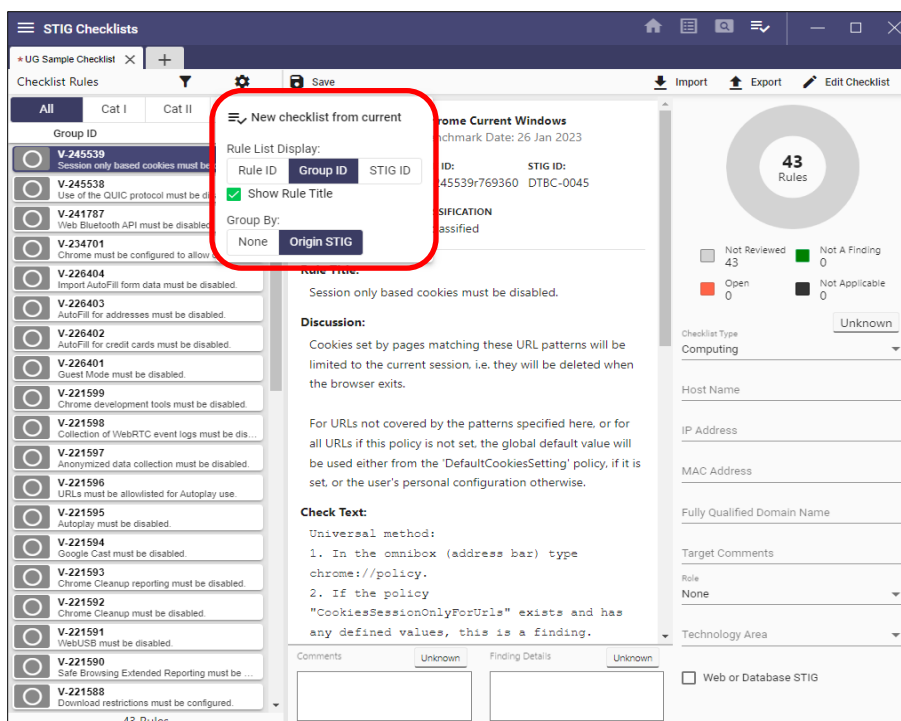 STIG Checklists
* UG Sample Checklist
Checklist Rules
Save
Import
Export
Edit Checklist
All
Cat I
Cat II
Group ID
V-245539
Session only based cookies must be
V-245538
Use of the QUIC protocol must be di
V-241787
Web Bluetooth API must be disabled
V-234701
Chrome must be configured to allow
V-226404
Import AutoFill form data must be disabled.
V-226403
AutoFill for addresses must be disabled.
V-226402
AutoFill for credit cards must be disabled.
V-226401
Guest Mode must be disabled.
V-221599
Chrome development tools must be disabled.
V-221598
Collection of WebRTC event logs must be dis...
V-221597
Anonymized data collection must be disabled.
V-221596
URLs must be allowlisted for Autoplay use.
V-221595
Autoplay must be disabled.
V-221594
Google Cast must be disabled.
V-221593
Chrome Cleanup reporting must be disabled.
V-221592
Chrome Cleanup must be disabled.
V-221591
WebUSB must be disabled.
V-221590
Safe Browsing Extended Reporting must be ...
V-221588
Download restrictions must be configured.
43 Rules
New checklist from current
Rule List Display:
Rule ID
Group ID
STIG ID
Show Rule Title
Group By:
None
Origin STIG
rome Current Windows
nchmark Date: 26 Jan 2023
ID:
STIG ID:
245539r769360
DTBC-0045
SIFICATION
lassified
Rule Title:
Session only based cookies must be disabled.
Discussion:
Cookies set by pages matching these URL patterns will be
limited to the current session, i.e. they will be deleted when
the browser exits.
For URLs not covered by the patterns specified here, or for
all URLs if this policy is not set, the global default value will
be used either from the 'DefaultCookiesSetting' policy, if it is
set, or the user's personal configuration otherwise.
Check Text:
Universal method:
1. In the omnibox (address bar) type
chrome://policy.
2. If the policy
"CookiesSessionOnlyForUrls" exists and has
any defined values, this is a finding.
Comments
Unknown
Finding Details
Unknown
43
Rules
Not Reviewed
43
Not A Finding
0
Open
0
Not Applicable
0
Unknown
Checklist Type
Computing
Host Name
IP Address
MAC Address
Fully Qualified Domain Name
Target Comments
Role
None
Technology Area
Web or Database STIG